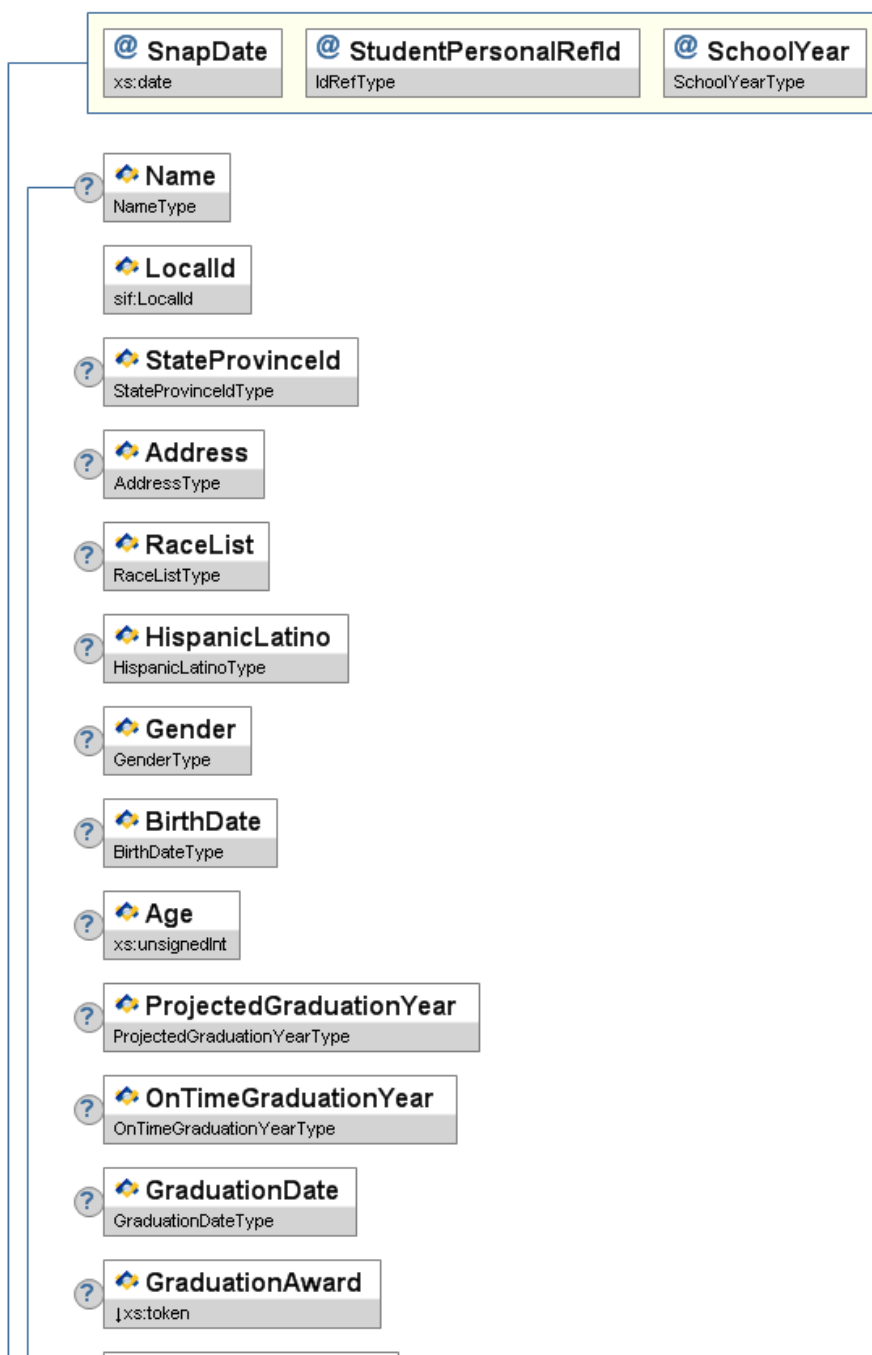 @ SnapDate
xs:date
@ StudentPersonalRefId
IdRefType
@ SchoolYear
SchoolYearType
? Name
NameType
LocalId
sif:LocalId
? StateProvinceId
StateProvinceIdType
? Address
AddressType
? RaceList
RaceListType
? HispanicLatino
HispanicLatinoType
? Gender
GenderType
? BirthDate
BirthDateType
? Age
xs:unsignedInt
? ProjectedGraduationYear
ProjectedGraduationYearType
? OnTimeGraduationYear
OnTimeGraduationYearType
? GraduationDate
GraduationDateType
? GraduationAward
↓xs:token